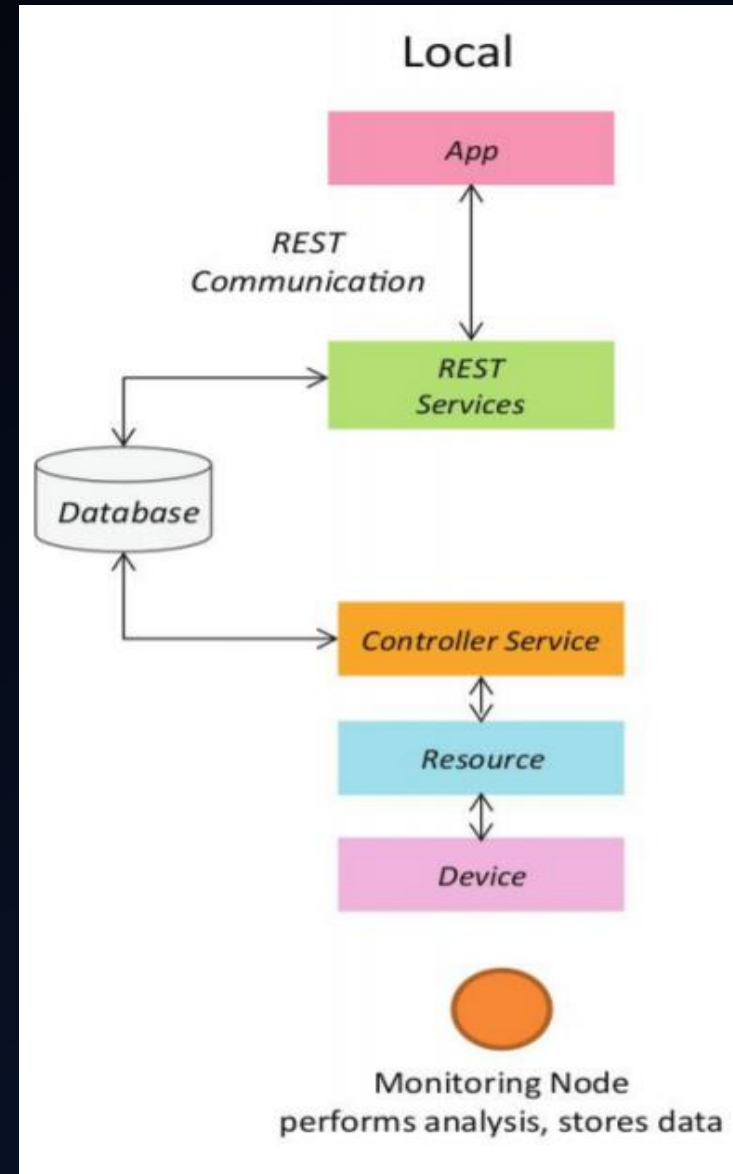 Local
App
REST
Communication
REST
Services
Database
Controller Service
Resource
Device
Monitoring Node
performs analysis, stores data